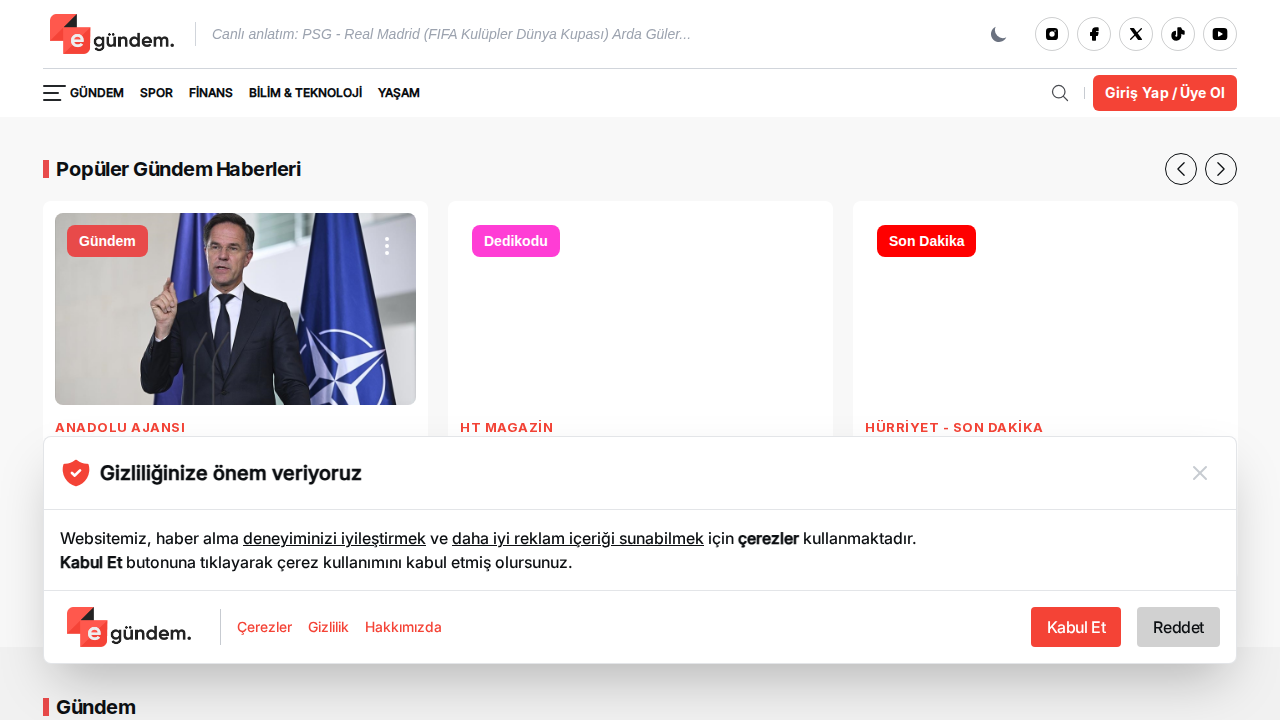 e gündem.
Canlı anlatım: PSG - Real Madrid (FIFA Kulüpler Dünya Kupası) Arda Güler...
GÜNDEM SPOR FİNANS BİLİM & TEKNOLOJİ YAŞAM
Giriş Yap / Üye Ol
Popüler Gündem Haberleri
Gündem
Dedikodu
Son Dakika
ANADOLU AJANSI
HT MAGAZİN
HÜRRİYET - SON DAKİKA
Gizliliğinize önem veriyoruz
Websitemiz, haber alma deneyiminizi iyileştirmek ve daha iyi reklam içeriği sunabilmek için çerezler kullanmaktadır.
Kabul Et butonuna tıklayarak çerez kullanımını kabul etmiş olursunuz.
e gündem.
Çerezler Gizlilik Hakkımızda
Kabul Et
Reddet
Gündem